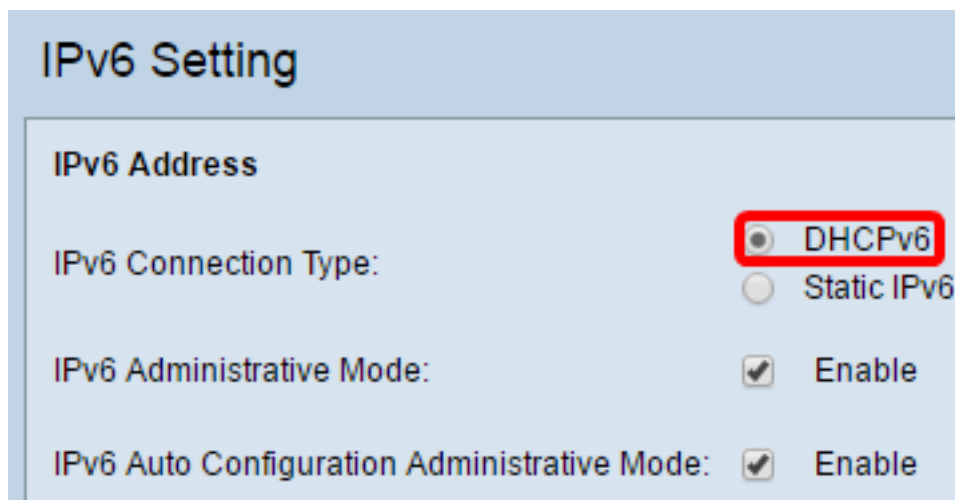 IPv6 Setting
IPv6 Address
IPv6 Connection Type:
DHCPv6
Static IPv6
IPv6 Administrative Mode:
Enable
IPv6 Auto Configuration Administrative Mode:
Enable